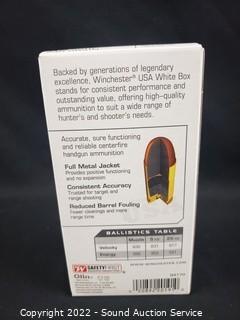 Backed by generations of legendary
excellence, Winchester® USA White Box
stands for consistent performance and
outstanding value, offering high-quality
ammunition to suit a wide range of
hunter's and shooter's needs.
Accurate, sure functioning
and reliable centerfire
handgun ammunition
Full Metal Jacket
Provides positive functioning
and no expansion
Consistent Accuracy
Trusted for target and
range shooting
Reduced Barrel Fouling
Fewer cleanings and more
range time
BALLISTICS TABLE
Muzzle
Velocity
Energy
Olin
Copyright 2022 - Sound Auction Service